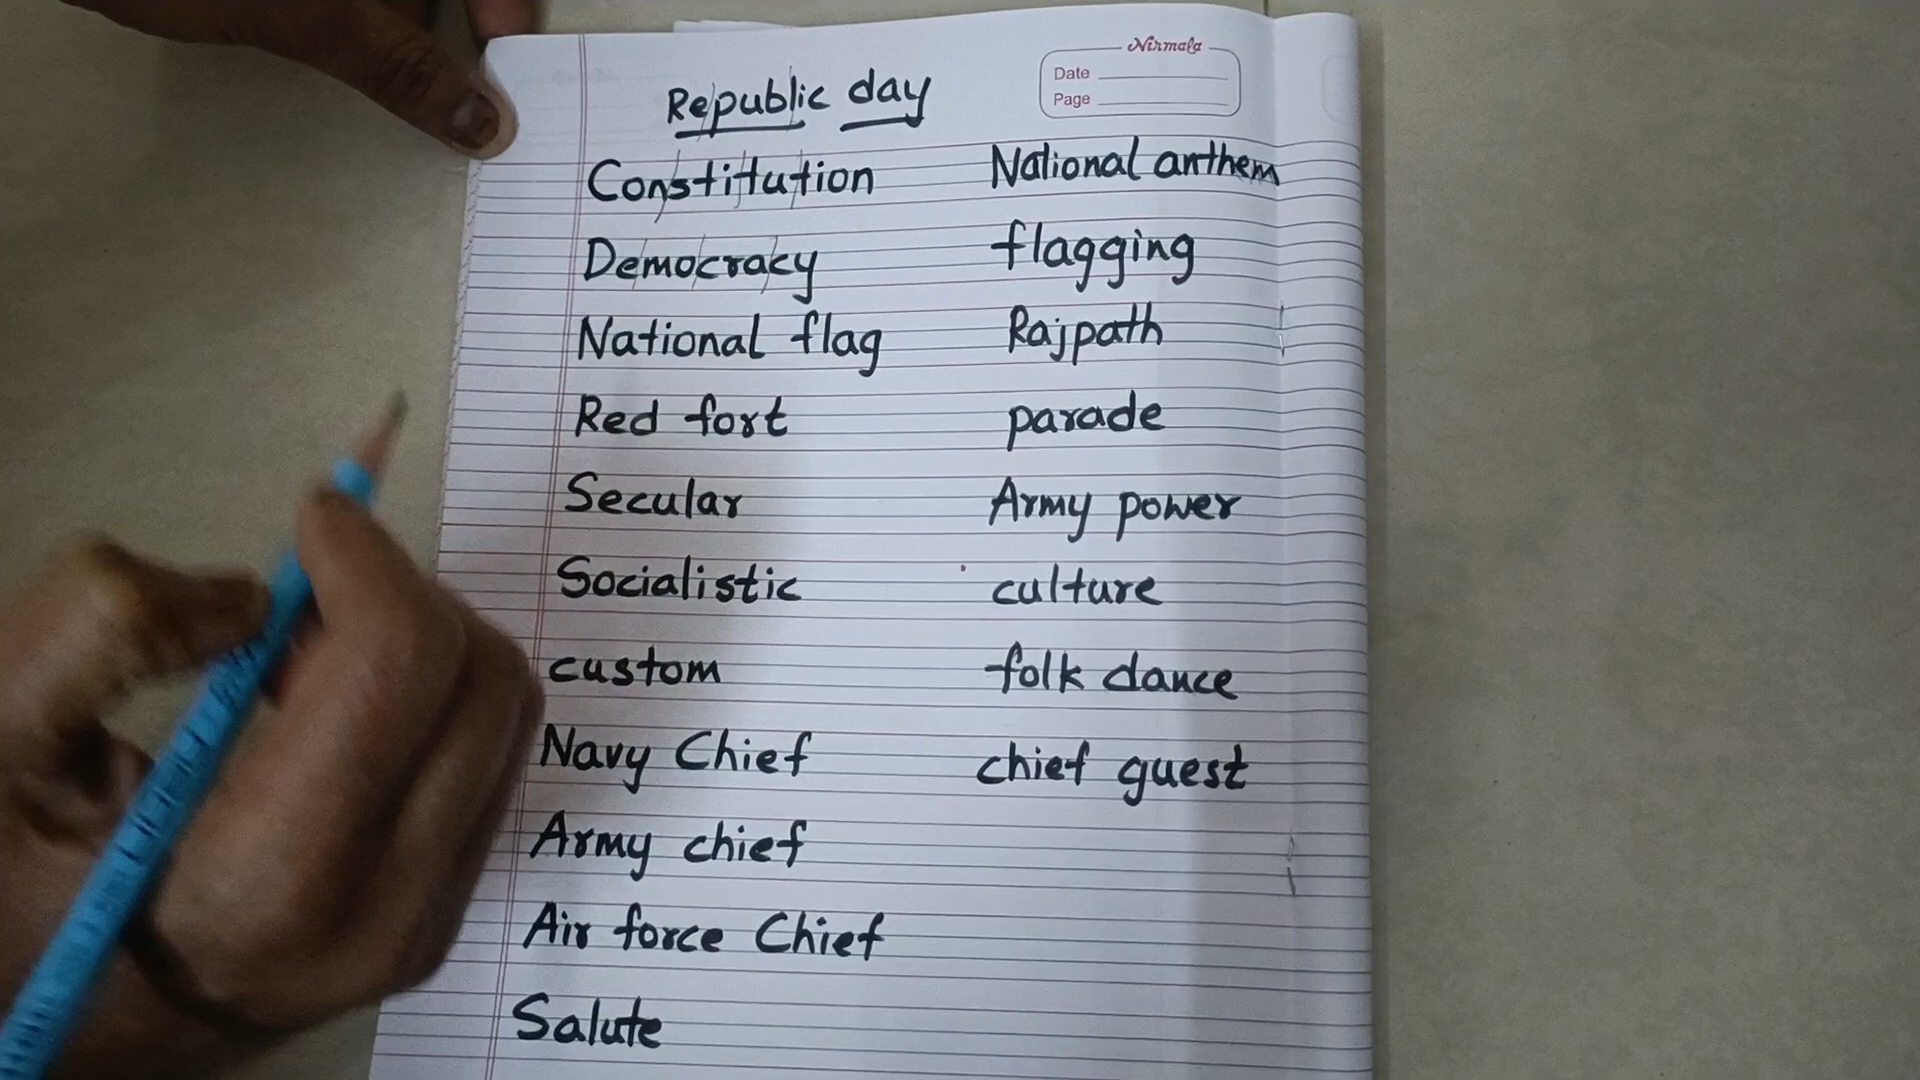 Nirmala
Date
Page
Republic day
Constitution
Democracy
National flag
Red fort
Secular
Socialistic
custom
Navy Chief
Army chief
Air force Chief
Salute
National anthem
flagging
Rajpath
parade
Army power
culture
folk dance
chief guest